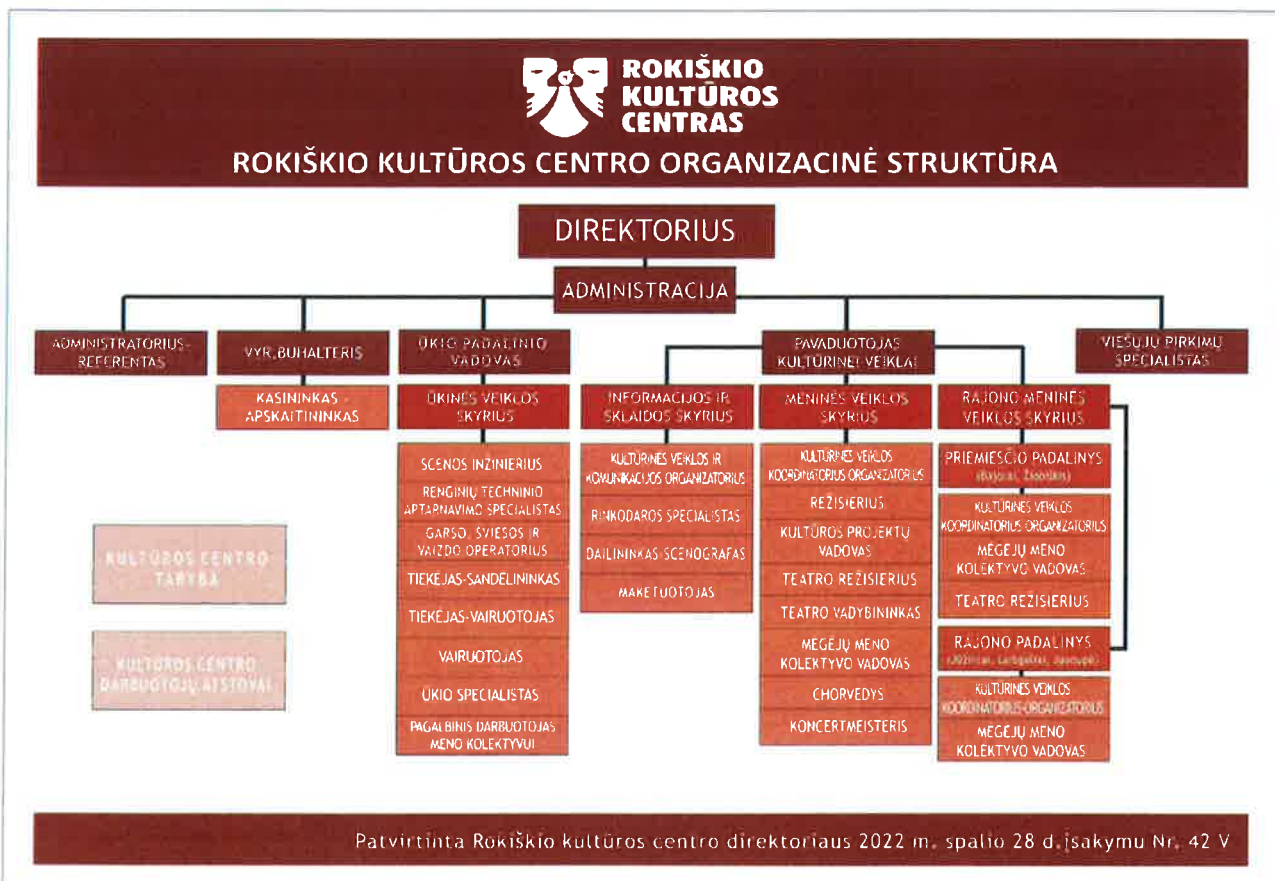 ROKIŠKIO
KULTŪROS
CENTRAS
ROKIŠKIO KULTŪROS CENTRO ORGANIZACINĖ STRUKTŪRA
DIREKTORIUS
ADMINISTRACIJA
ADMINISTRATORIUS-
REFERENTAS
VYR.BUHALTERIS
KASININKAS -
APSKAITININKAS
ŪKIO PADALINIO
VADOVAS
ŪKINĖS VEIKLOS
SKYRIUS
SCENOS INŽINIERIUS
RENGINIŲ TECHNINIO
APTARNAVIMO SPECIALISTAS
GARSO, ŠVIESOS IR
VAIZDO OPERATORIUS
TIEKĖJAS-SANDĖLININKAS
TIEKĖJAS-VAIRUOTOJAS
VAIRUOTOJAS
ŪKIO SPECIALISTAS
PAGALBINIS DARBUOTOJAS
MENO KOLEKTYVUI
PAVADUOTOJAS
KULTŪRINEI VEIKLAI
INFORMACIJOS IR
SKLAIDOS SKYRIUS
KULTŪRINĖS VEIKLOS IR
KOMUNIKACIJOS ORGANIZATORIUS
RINKODAROS SPECIALISTAS
DAILININKAS-SCENOGRAFAS
MAKETUOTOJAS
MENINĖS VEIKLOS
SKYRIUS
KULTŪRINĖS VEIKLOS
KOORDINATORIUS ORGANIZATORIUS
REŽISIERIUS
KULTŪROS PROJEKTŲ
VADOVAS
TEATRO REŽISIERIUS
TEATRO VADYBININKAS
MĖGĖJŲ MENO
KOLEKTYVO VADOVAS
CHORVEDYS
KONCERTMEISTERIS
RAJONO MENINĖS
VEIKLOS SKYRIUS
PRIEMIESČIO PADALINYS
KULTŪRINĖS VEIKLOS
KOORDINATORIUS-ORGANIZATORIUS
MĖGĖJŲ MENO
KOLEKTYVO VADOVAS
TEATRO REŽISIERIUS
RAJONO PADALINYS
KULTŪRINĖS VEIKLOS
KOORDINATORIUS-ORGANIZATORIUS
MĖGĖJŲ MENO
KOLEKTYVO VADOVAS
VIEŠŲJŲ PIRKIMŲ
SPECIALISTAS
KULTŪROS CENTRO
TARYBA
KULTŪROS CENTRO
DARBUOTOJŲ ATSTOVAI
Patvirtinta Rokiškio kultūros centro direktoriaus 2022 m. spalio 28 d.įsakymu Nr. 42 V